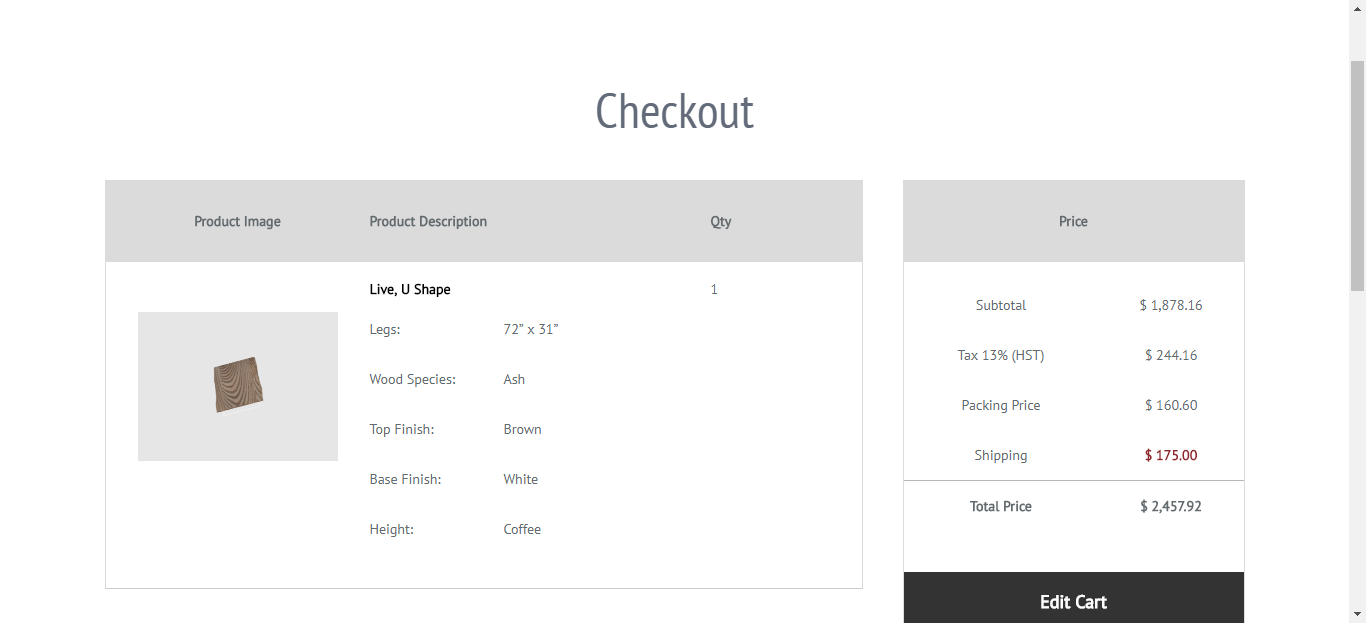 Checkout
Product Image Product Description Qty
Live, U Shape 1
Legs: 72” x 31”
Wood Species: Ash
Top Finish: Brown
Base Finish: White
Height: Coffee
Price
Subtotal $ 1,878.16
Tax 13% (HST) $ 244.16
Packing Price $ 160.60
Shipping $ 175.00
Total Price $ 2,457.92
Edit Cart